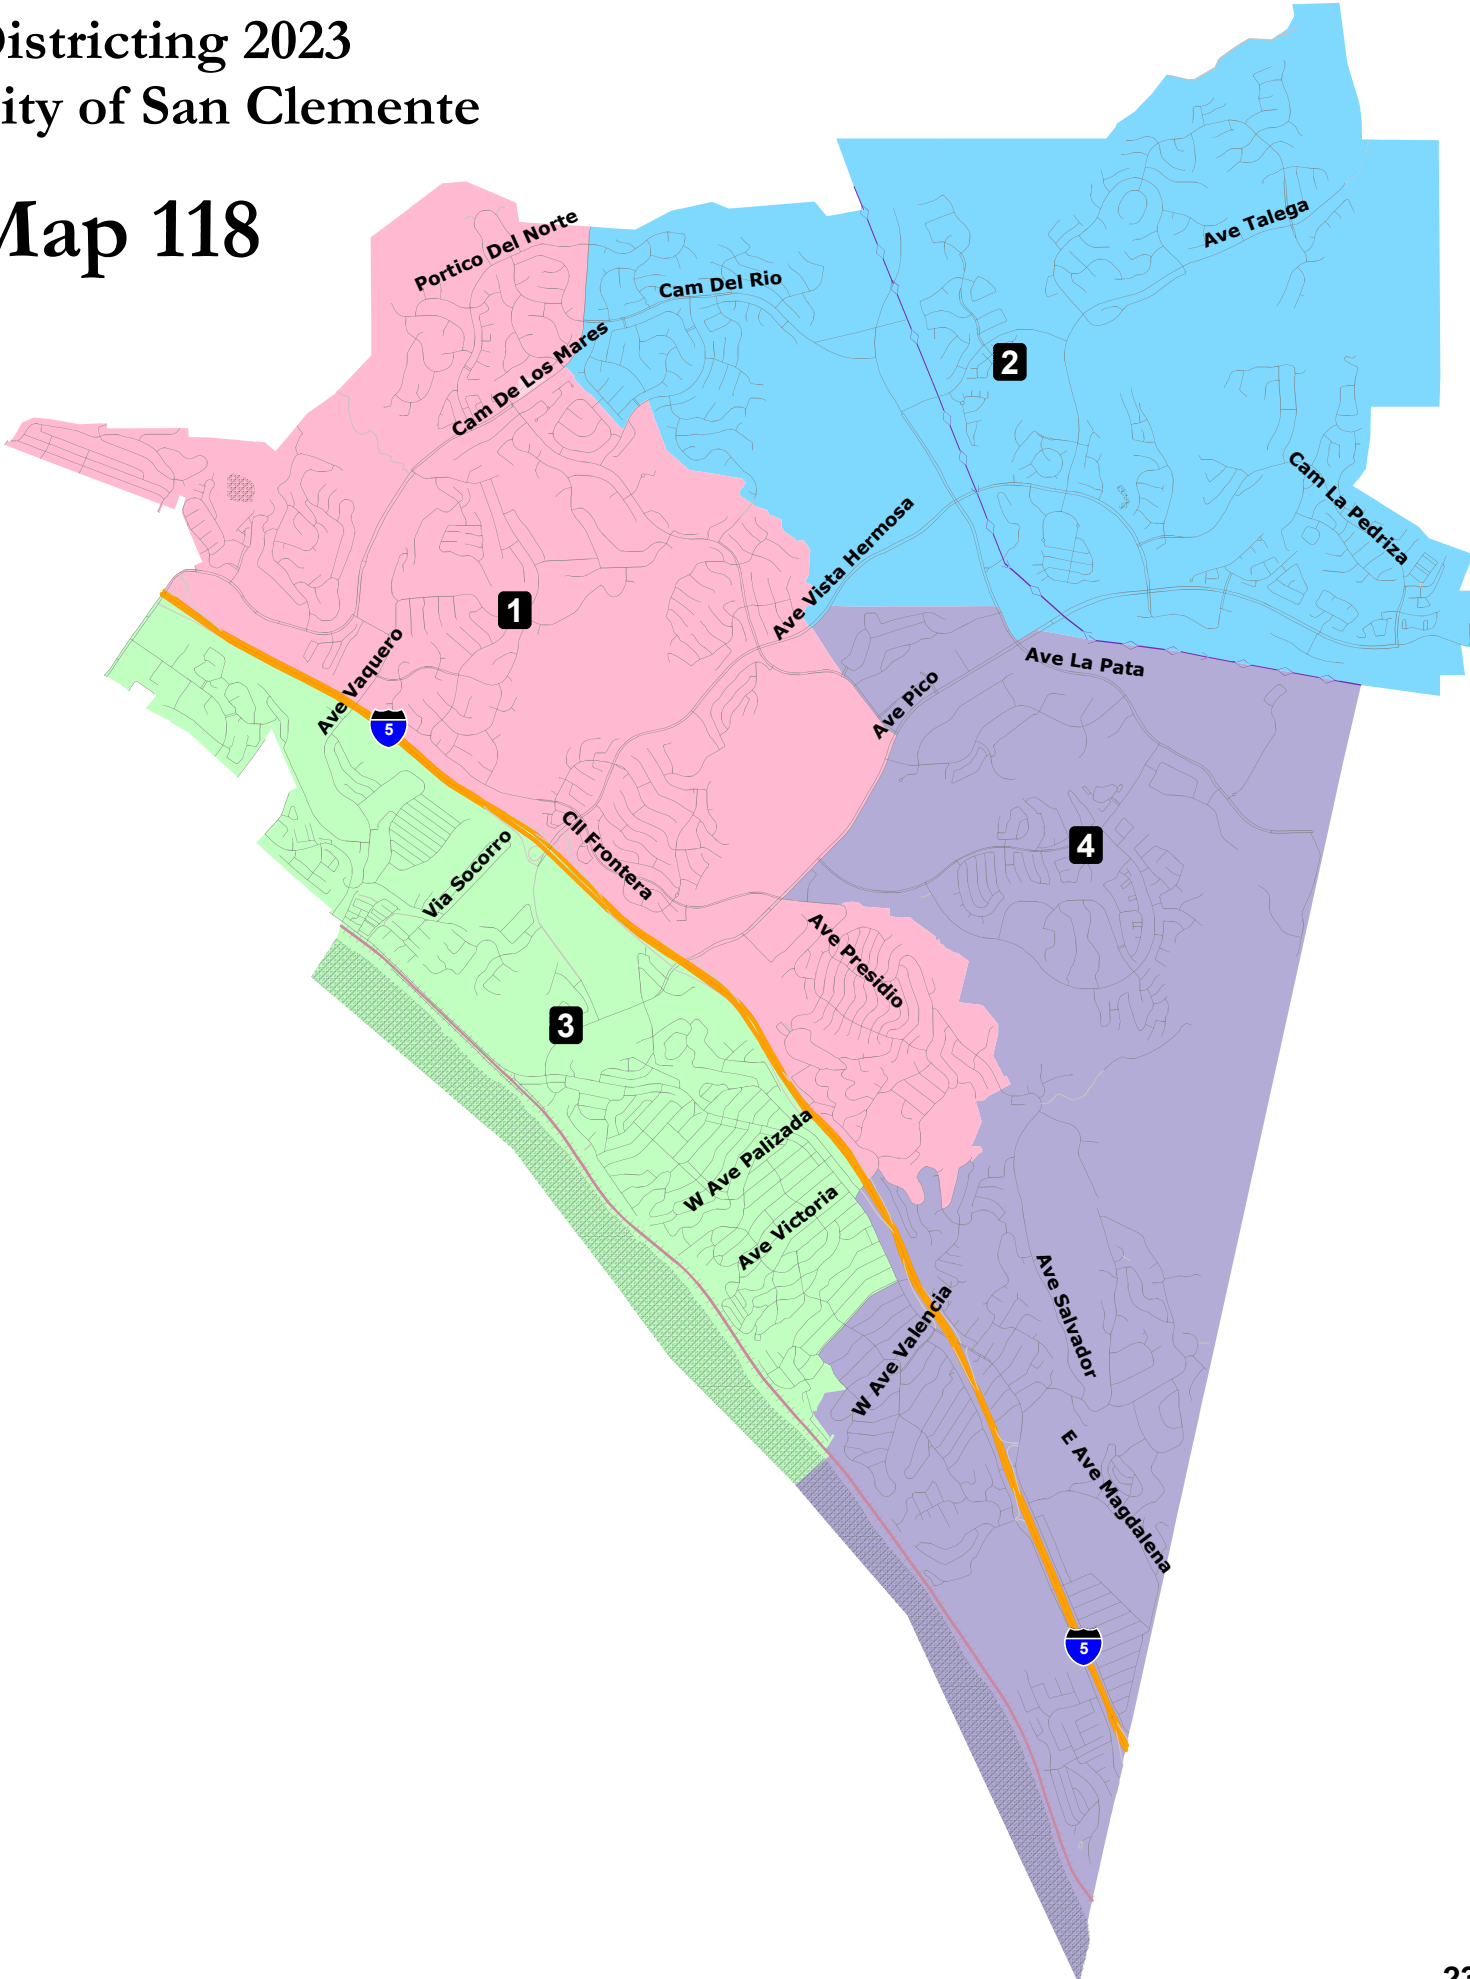 Districting 2023
ity of San Clemente
Map 118
Portico Del Norte
Cam Del Rio
Ave Talega
Cam De Los Mares
2
Cam La Pedriza
Ave Vista Hermosa
1
Ave Vaquero
Ave La Pata
Ave Pico
5
Cll Frontera
Via Socorro
4
Ave Presidio
3
W Ave Palizada
Ave Victoria
Ave Salvador
W Ave Valencia
E Ave Magdalena
5